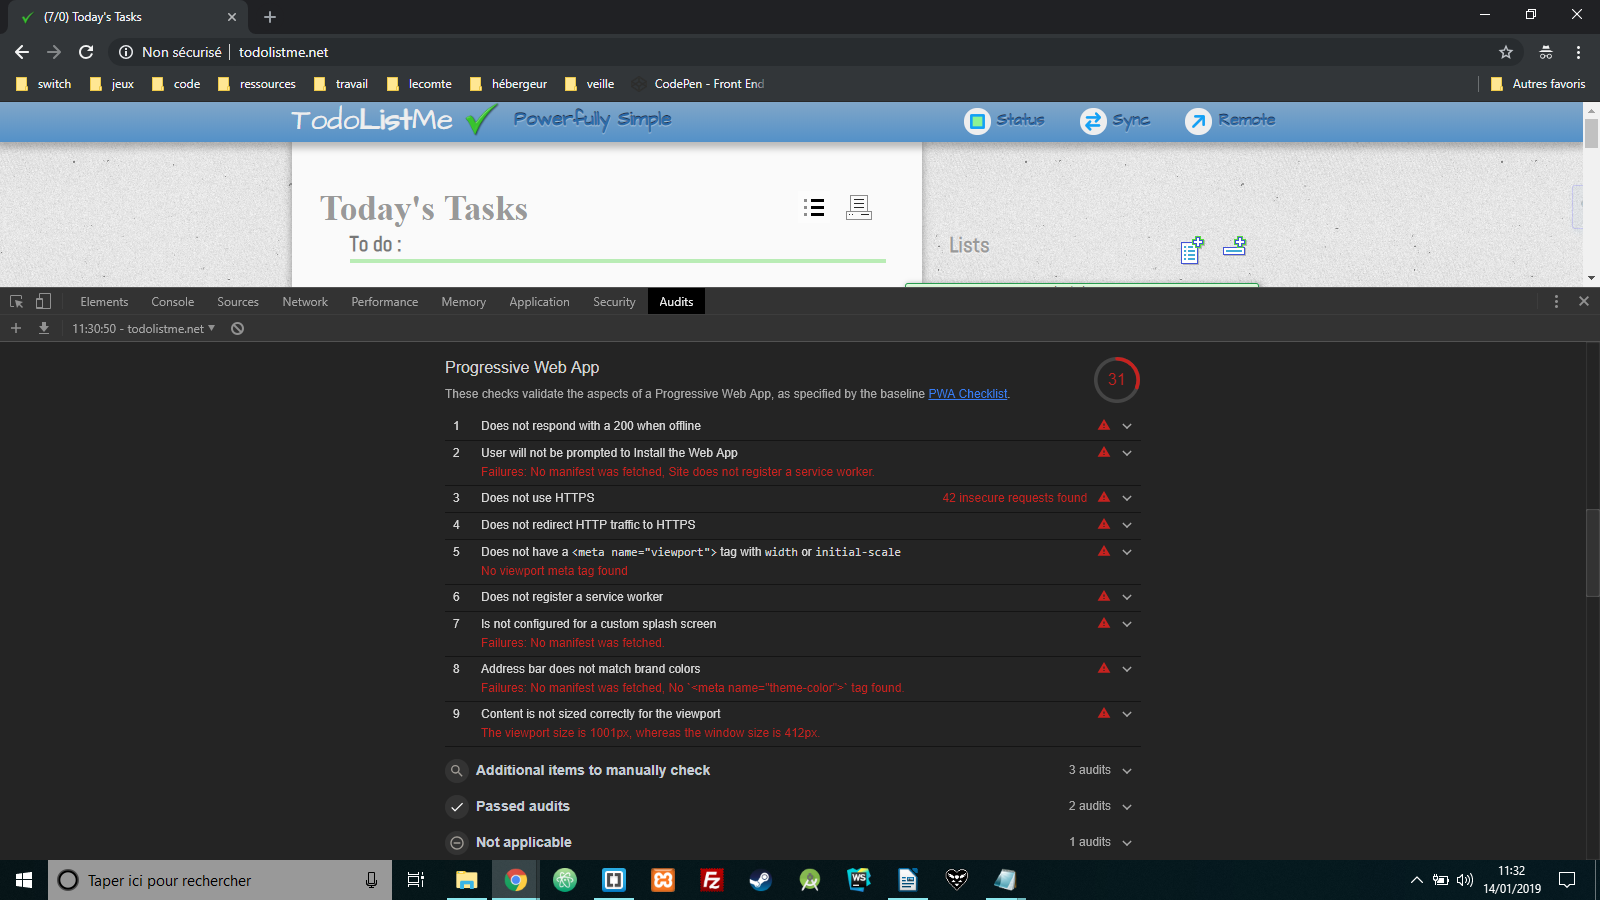 (7/0) Today's Tasks
Non sécurisé todolistme.net
switch jeux code ressources travail lecomte hébergeur veille CodePen - Front End Autres favoris
TodoListMe Powerfully Simple Status Sync Remote
Today's Tasks
To do :
Lists
Elements Console Sources Network Performance Memory Application Security Audits
11:30:50 - todolistme.net
Progressive Web App
31
These checks validate the aspects of a Progressive Web App, as specified by the baseline PWA Checklist.
1 Does not respond with a 200 when offline
2 User will not be prompted to Install the Web App
Failures: No manifest was fetched, Site does not register a service worker.
3 Does not use HTTPS 42 insecure requests found
4 Does not redirect HTTP traffic to HTTPS
5 Does not have a <meta name="viewport"> tag with width or initial-scale
No viewport meta tag found
6 Does not register a service worker
7 Is not configured for a custom splash screen
Failures: No manifest was fetched.
8 Address bar does not match brand colors
Failures: No manifest was fetched, No `<meta name="theme-color">` tag found.
9 Content is not sized correctly for the viewport
The viewport size is 1001px, whereas the window size is 412px.
Additional items to manually check 3 audits
Passed audits 2 audits
Not applicable 1 audits
Taper ici pour rechercher
WS
11:32
14/01/2019